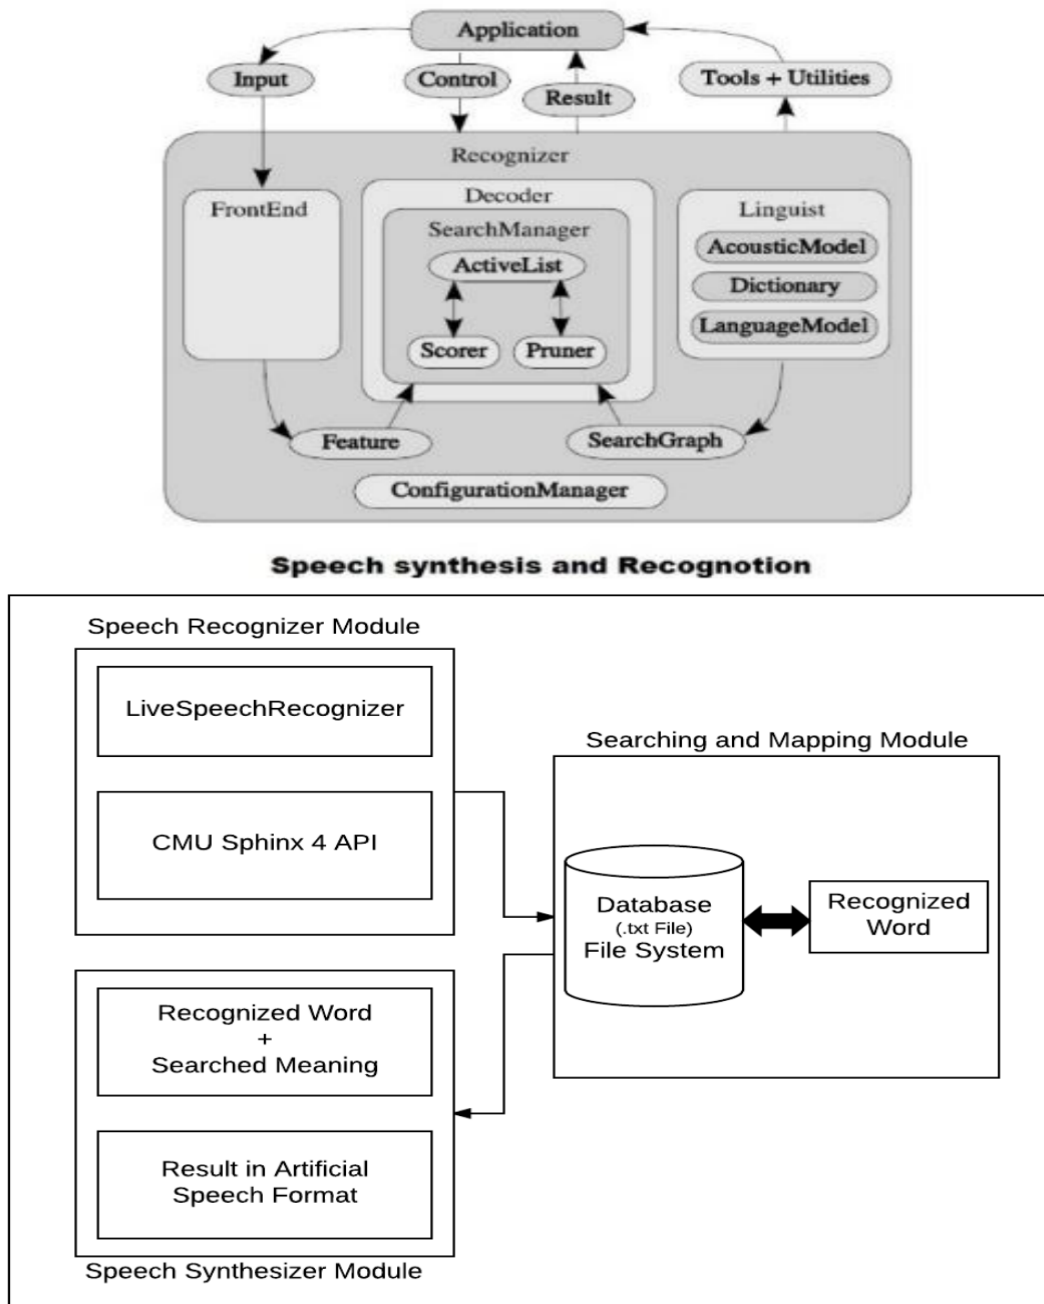 Application
Input
Control
Result
Tools + Utilities
Recognizer
FrontEnd
Decoder
SearchManager
ActiveList
Scorer
Pruner
Linguist
AcousticModel
Dictionary
LanguageModel
Feature
SearchGraph
ConfigurationManager
Speech synthesis and Recognotion
Speech Recognizer Module
LiveSpeechRecognizer
CMU Sphinx 4 API
Searching and Mapping Module
Database
(.txt File)
File System
Recognized
Word
Recognized Word
+
Searched Meaning
Result in Artificial
Speech Format
Speech Synthesizer Module